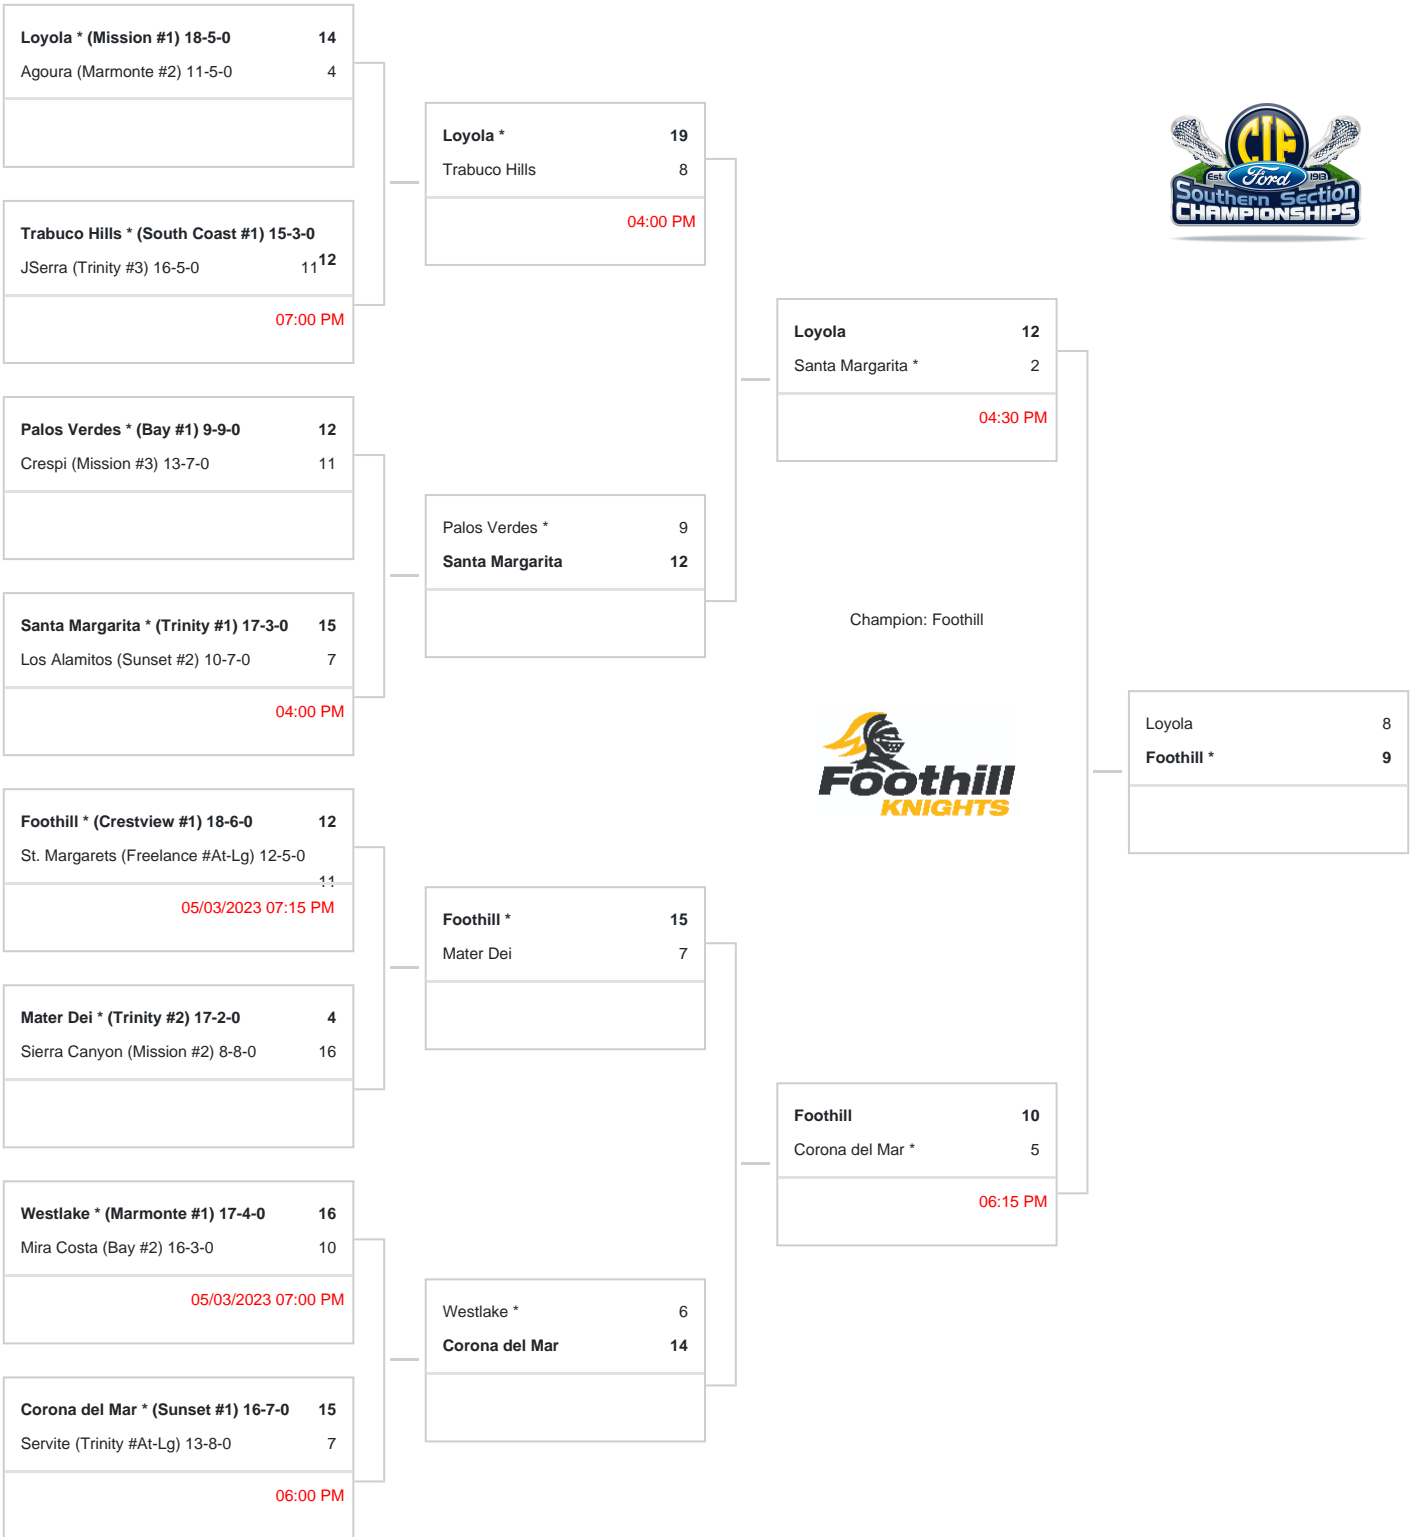 Loyola * (Mission #1) 18-5-0 14
Agoura (Marmonte #2) 11-5-0 4
Trabuco Hills * (South Coast #1) 15-3-0
12
JSerra (Trinity #3) 16-5-0 11
07:00 PM
Palos Verdes * (Bay #1) 9-9-0 12
Crespi (Mission #3) 13-7-0 11
Santa Margarita * (Trinity #1) 17-3-0 15
Los Alamitos (Sunset #2) 10-7-0 7
04:00 PM
Foothill * (Crestview #1) 18-6-0 12
St. Margarets (Freelance #At-Lg) 12-5-0
11
05/03/2023 07:15 PM
Mater Dei * (Trinity #2) 17-2-0 4
Sierra Canyon (Mission #2) 8-8-0 16
Westlake * (Marmonte #1) 17-4-0 16
Mira Costa (Bay #2) 16-3-0 10
05/03/2023 07:00 PM
Corona del Mar * (Sunset #1) 16-7-0 15
Servite (Trinity #At-Lg) 13-8-0 7
06:00 PM
Loyola * 19
Trabuco Hills 8
04:00 PM
Palos Verdes * 9
Santa Margarita 12
Foothill * 15
Mater Dei 7
Westlake * 6
Corona del Mar 14
Loyola 12
Santa Margarita * 2
04:30 PM
Champion: Foothill
Foothill
KNIGHTS
Foothill 10
Corona del Mar * 5
06:15 PM
CIF
Est. Ford 1913
Southern Section
CHAMPIONSHIPS
Loyola 8
Foothill * 9